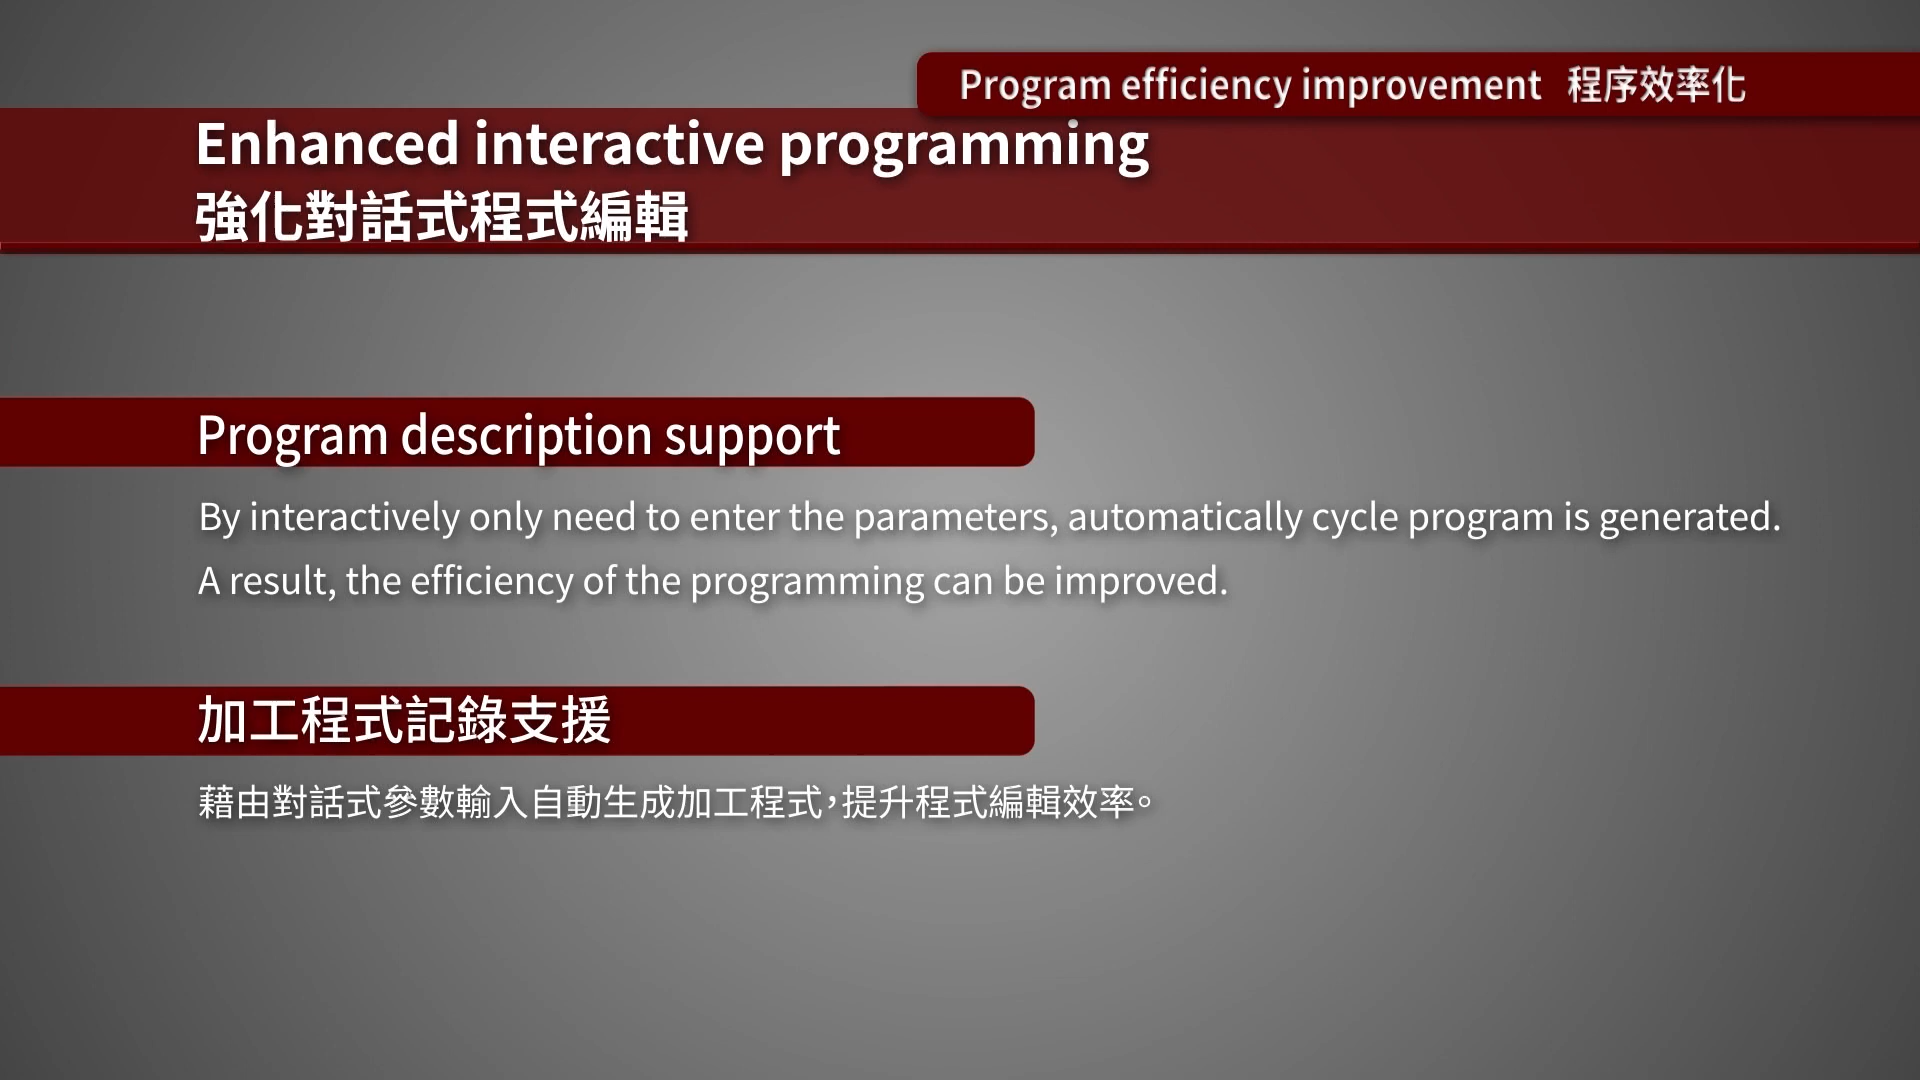 Program efficiency improvement 程序效率化
Enhanced interactive programming
強化對話式程式編輯
Program description support
By interactively only need to enter the parameters, automatically cycle program is generated.
A result, the efficiency of the programming can be improved.
加工程式記錄支援
藉由對話式參數輸入自動生成加工程式，提升程式編輯效率。